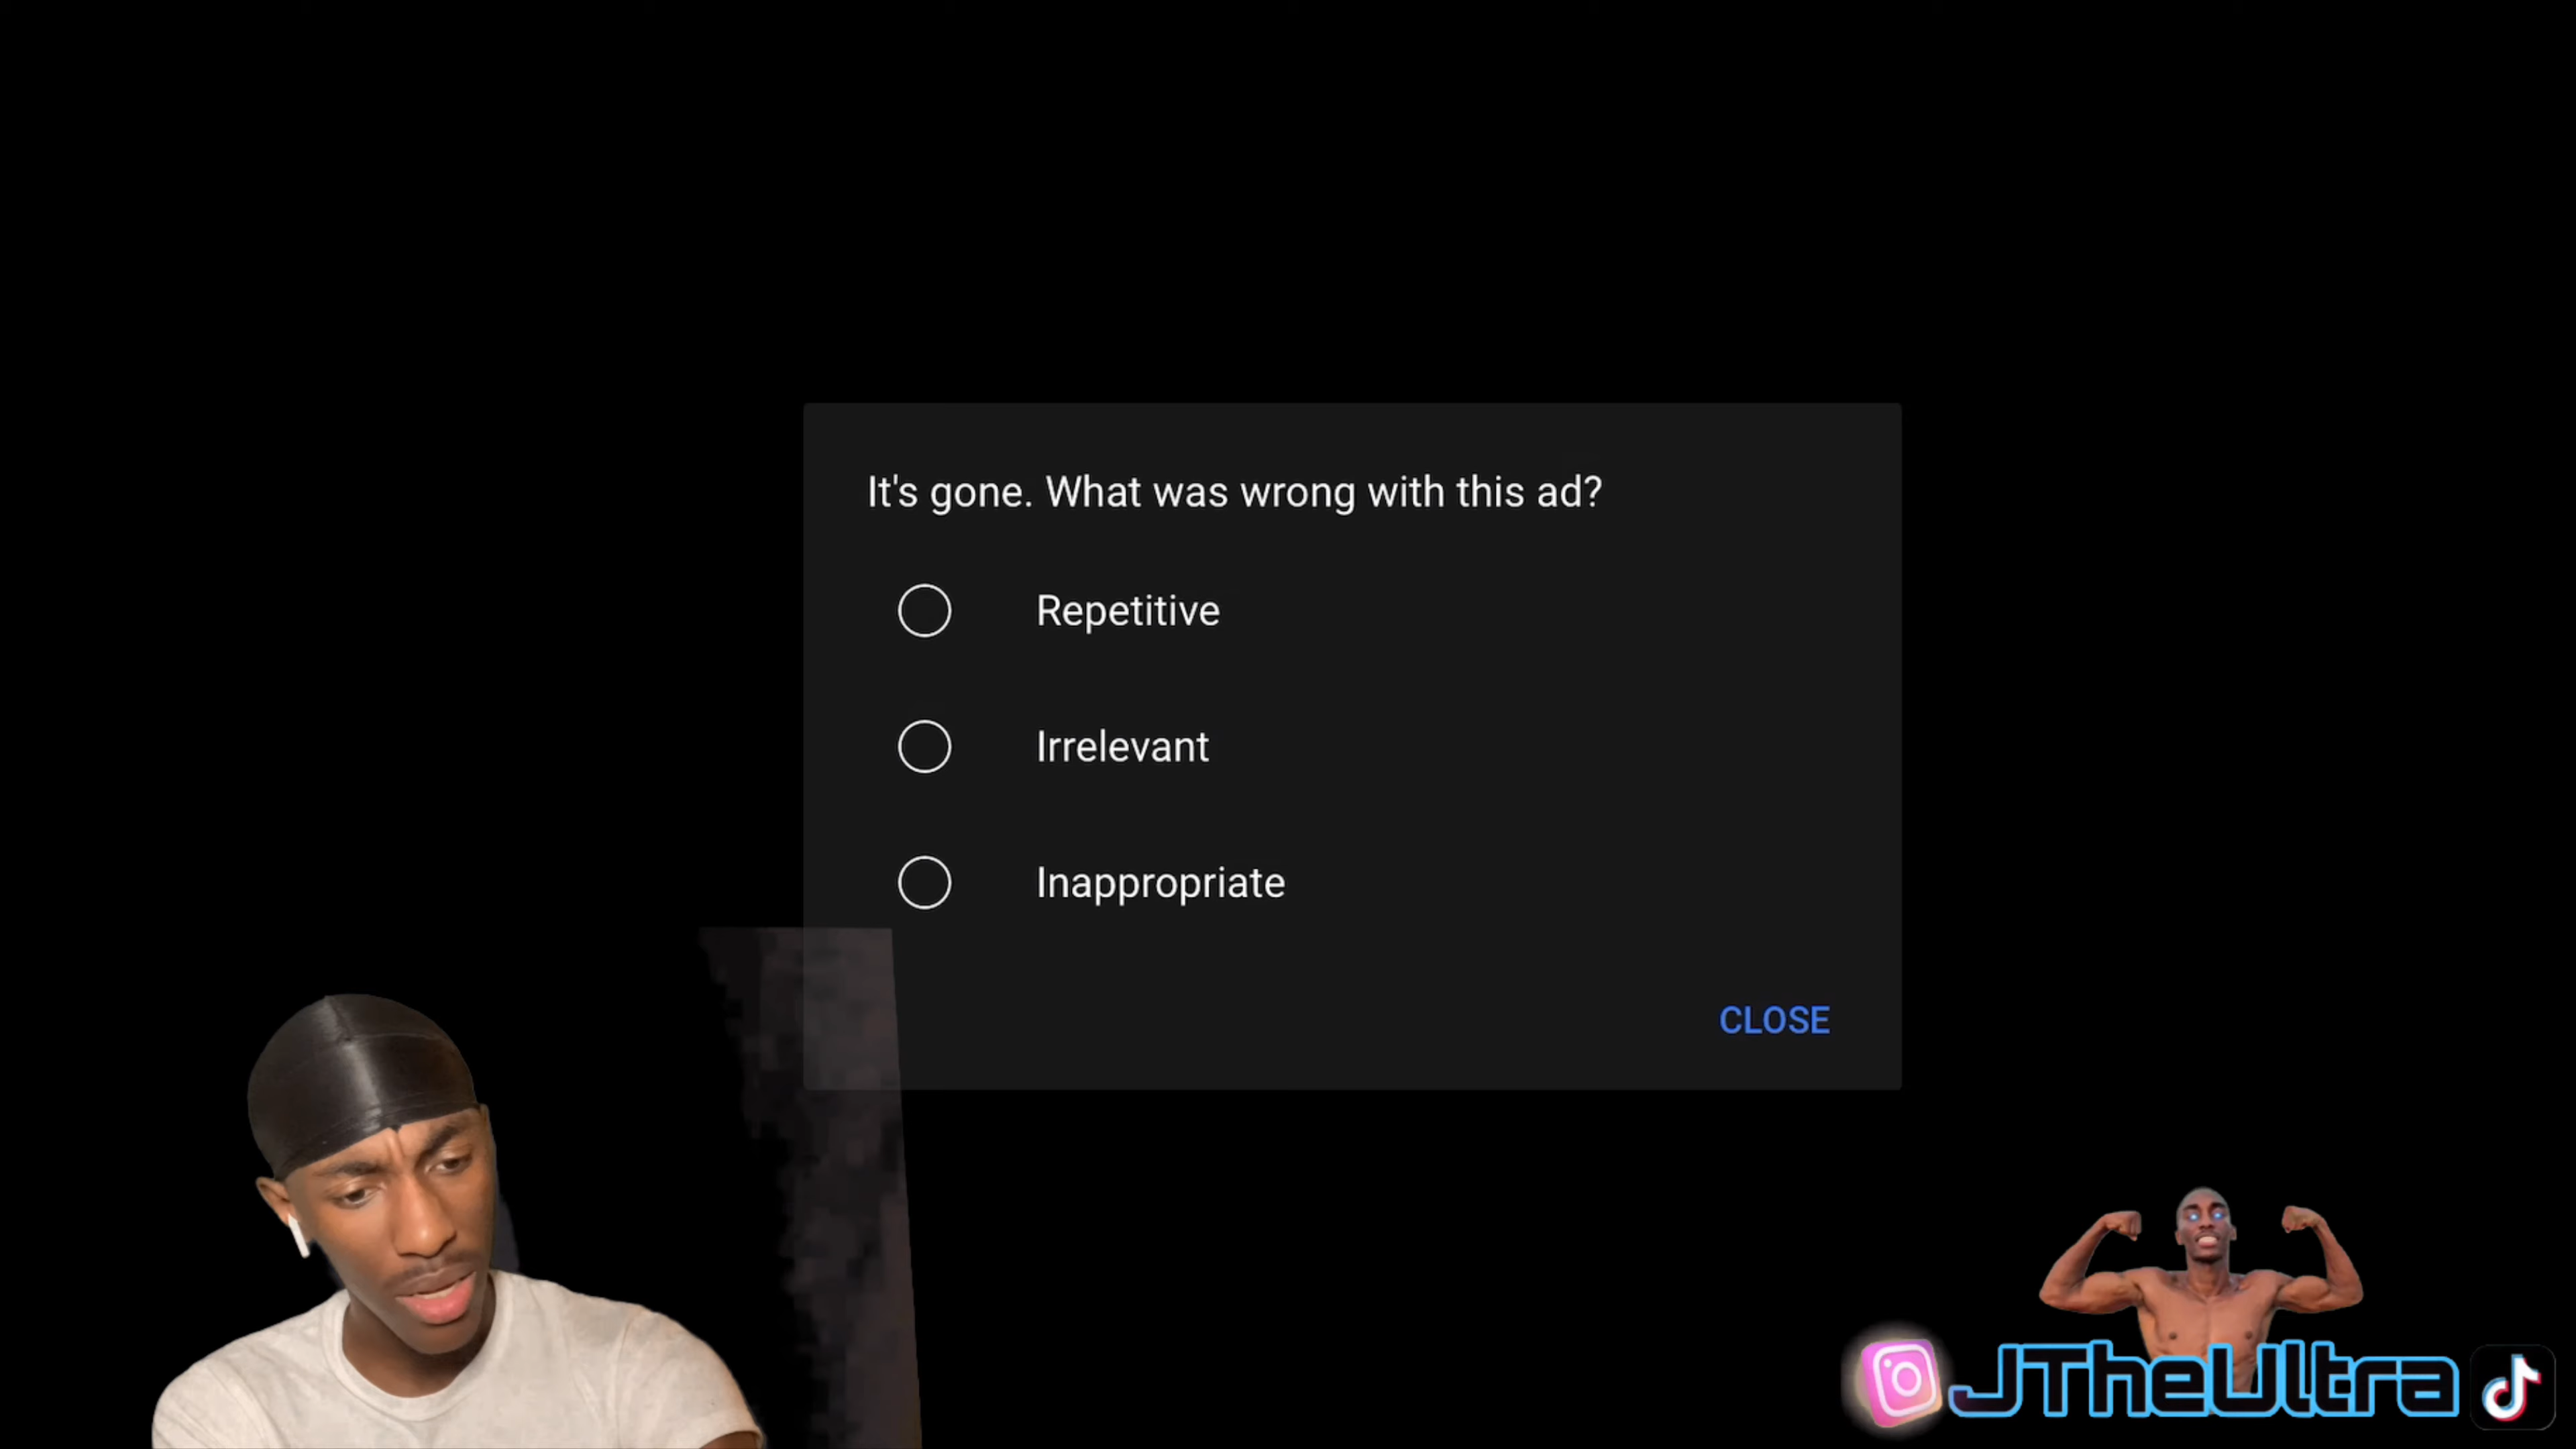 It's gone. What was wrong with this ad?
Repetitive
Irrelevant
Inappropriate
CLOSE
JTheUltra